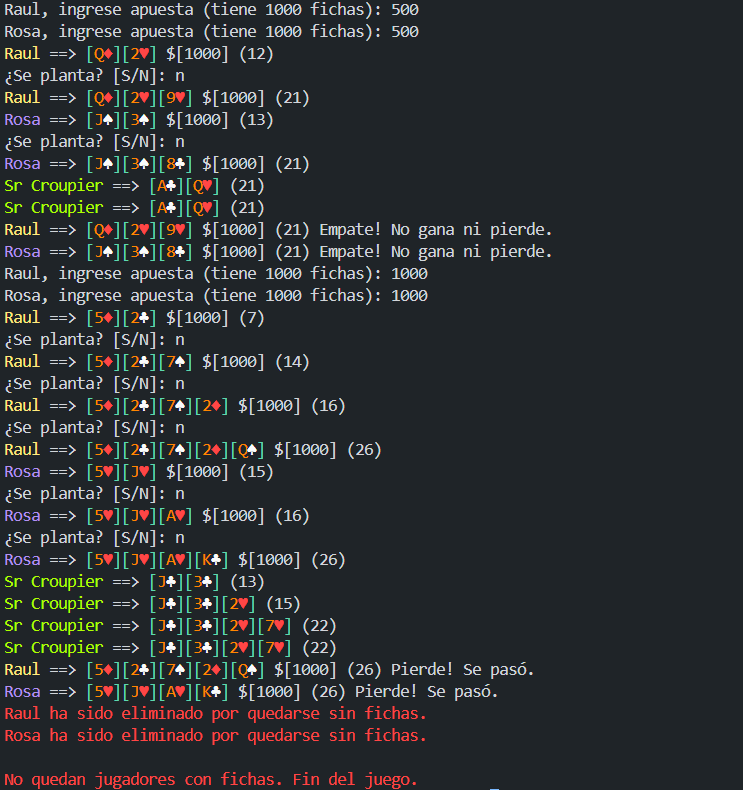 Raul, ingrese apuesta (tiene 1000 fichas): 500
Rosa, ingrese apuesta (tiene 1000 fichas): 500
Raul ==> [Q♦][2♥] $[1000] (12)
¿Se planta? [S/N]: n
Raul ==> [Q♦][2♥][9♥] $[1000] (21)
Rosa ==> [J♠][3♠] $[1000] (13)
¿Se planta? [S/N]: n
Rosa ==> [J♠][3♠][8♣] $[1000] (21)
Sr Croupier ==> [A♣][Q♥] (21)
Sr Croupier ==> [A♣][Q♥] (21)
Raul ==> [Q♦][2♥][9♥] $[1000] (21) Empate! No gana ni pierde.
Rosa ==> [J♠][3♠][8♣] $[1000] (21) Empate! No gana ni pierde.
Raul, ingrese apuesta (tiene 1000 fichas): 1000
Rosa, ingrese apuesta (tiene 1000 fichas): 1000
Raul ==> [5♦][2♣] $[1000] (7)
¿Se planta? [S/N]: n
Raul ==> [5♦][2♣][7♠] $[1000] (14)
¿Se planta? [S/N]: n
Raul ==> [5♦][2♣][7♠][2♦] $[1000] (16)
¿Se planta? [S/N]: n
Raul ==> [5♦][2♣][7♠][2♦][Q♠] $[1000] (26)
Rosa ==> [5♥][J♥] $[1000] (15)
¿Se planta? [S/N]: n
Rosa ==> [5♥][J♥][A♥] $[1000] (16)
¿Se planta? [S/N]: n
Rosa ==> [5♥][J♥][A♥][K♣] $[1000] (26)
Sr Croupier ==> [J♣][3♣] (13)
Sr Croupier ==> [J♣][3♣][2♥] (15)
Sr Croupier ==> [J♣][3♣][2♥][7♥] (22)
Sr Croupier ==> [J♣][3♣][2♥][7♥] (22)
Raul ==> [5♦][2♣][7♠][2♦][Q♠] $[1000] (26) Pierde! Se pasó.
Rosa ==> [5♥][J♥][A♥][K♣] $[1000] (26) Pierde! Se pasó.
Raul ha sido eliminado por quedarse sin fichas.
Rosa ha sido eliminado por quedarse sin fichas.
No quedan jugadores con fichas. Fin del juego.